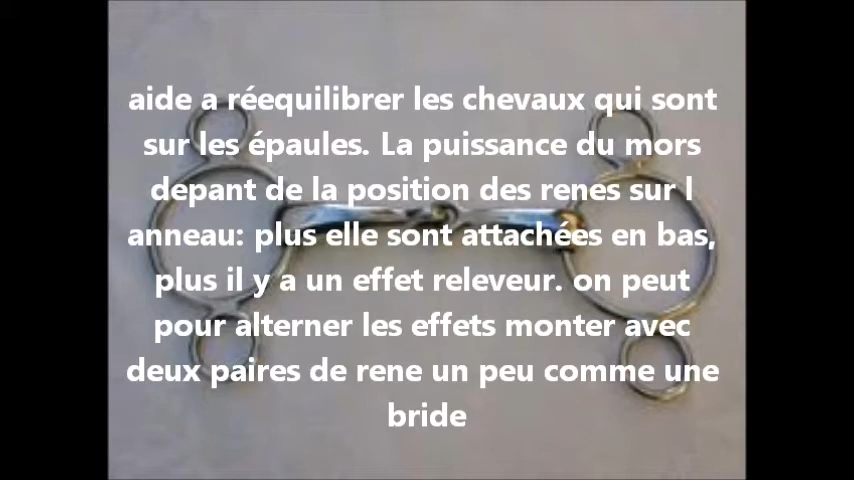 aide a réequilibrer les chevaux qui sont
sur les épaules. La puissance du mors
depant de la position des renes sur l
anneau: plus elle sont attachées en bas,
plus il y a un effet releveur. on peut
pour alterner les effets monter avec
deux paires de rene un peu comme une
bride